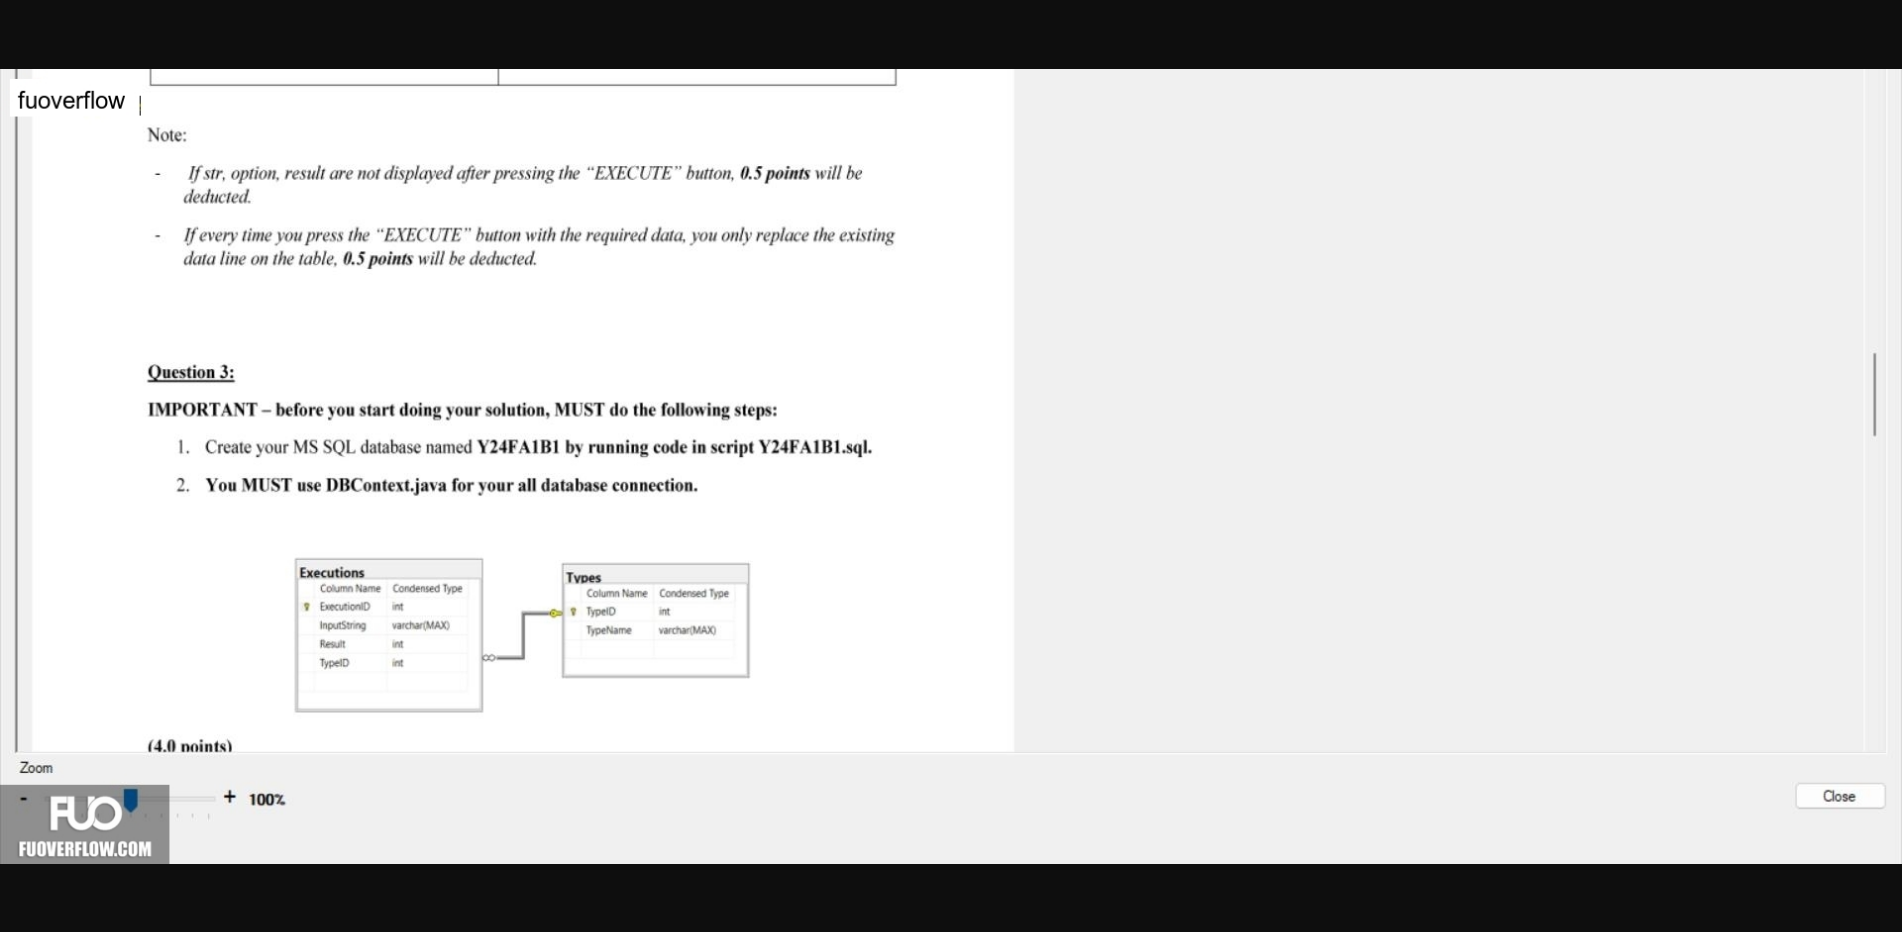 fuoverflow
Note:
- If str, option, result are not displayed after pressing the “EXECUTE” button, 0.5 points will be
deducted.
- If every time you press the “EXECUTE” button with the required data, you only replace the existing
data line on the table, 0.5 points will be deducted.
Question 3:
IMPORTANT – before you start doing your solution, MUST do the following steps:
1. Create your MS SQL database named Y24FA1B1 by running code in script Y24FA1B1.sql.
2. You MUST use DBContext.java for your all database connection.
Executions
Column Name Condensed Type
ExecutionID int
InputString varchar(MAX)
Result int
TypeID int
Types
Column Name Condensed Type
TypeID int
TypeName varchar(MAX)
(4.0 points)
Zoom
- + 100%
Close
FUO
FUOVERFLOW.COM